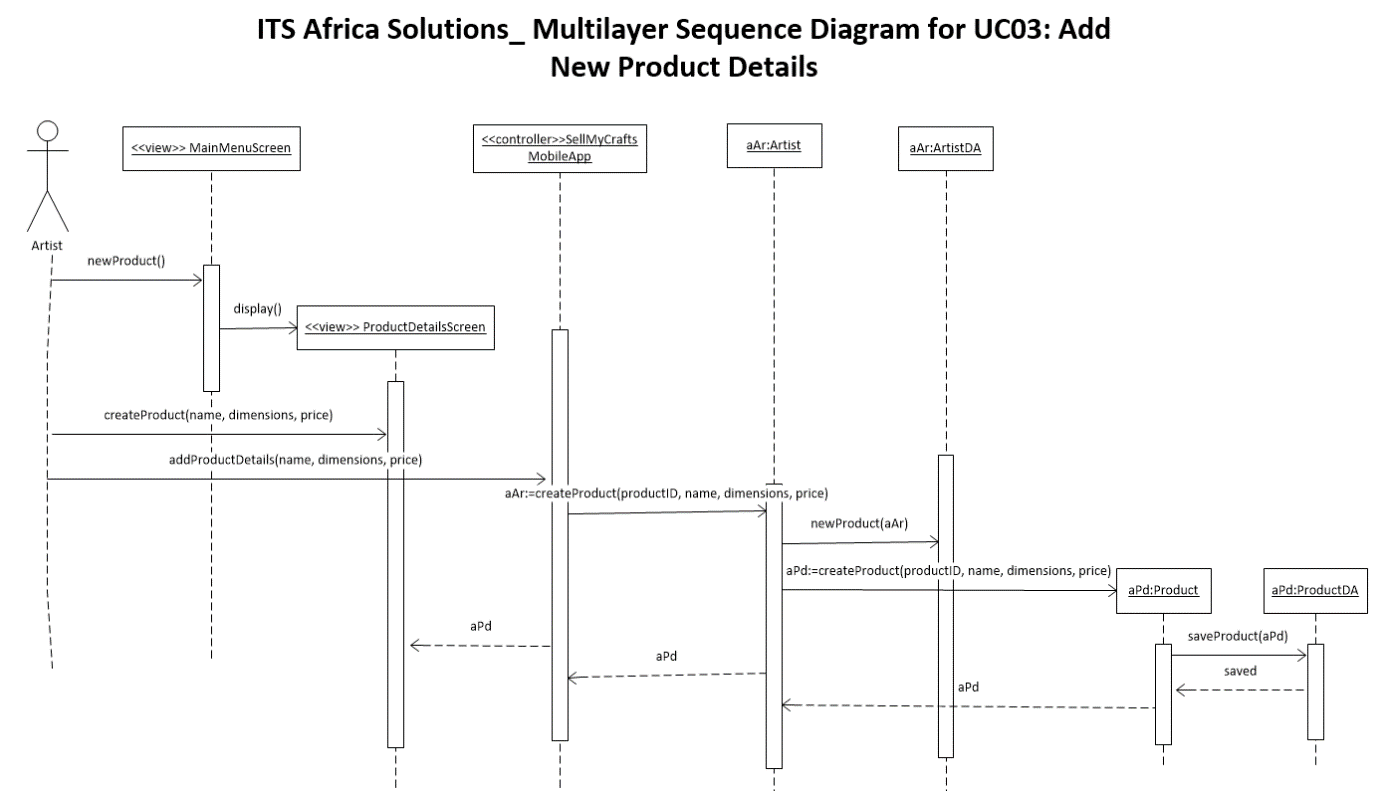 ITS Africa Solutions_ Multilayer Sequence Diagram for UC03: Add
New Product Details
<<view>> MainMenuScreen
<<controller>>SellMyCrafts
MobileApp
aAr:Artist
aAr:ArtistDA
Artist
newProduct()
display()
<<view>> ProductDetailsScreen
createProduct(name, dimensions, price)
addProductDetails(name, dimensions, price)
aAr:=createProduct(productID, name, dimensions, price)
newProduct(aAr)
aPd:=createProduct(productID, name, dimensions, price)
aPd:Product
aPd:ProductDA
aPd
saveProduct(aPd)
aPd
saved
aPd